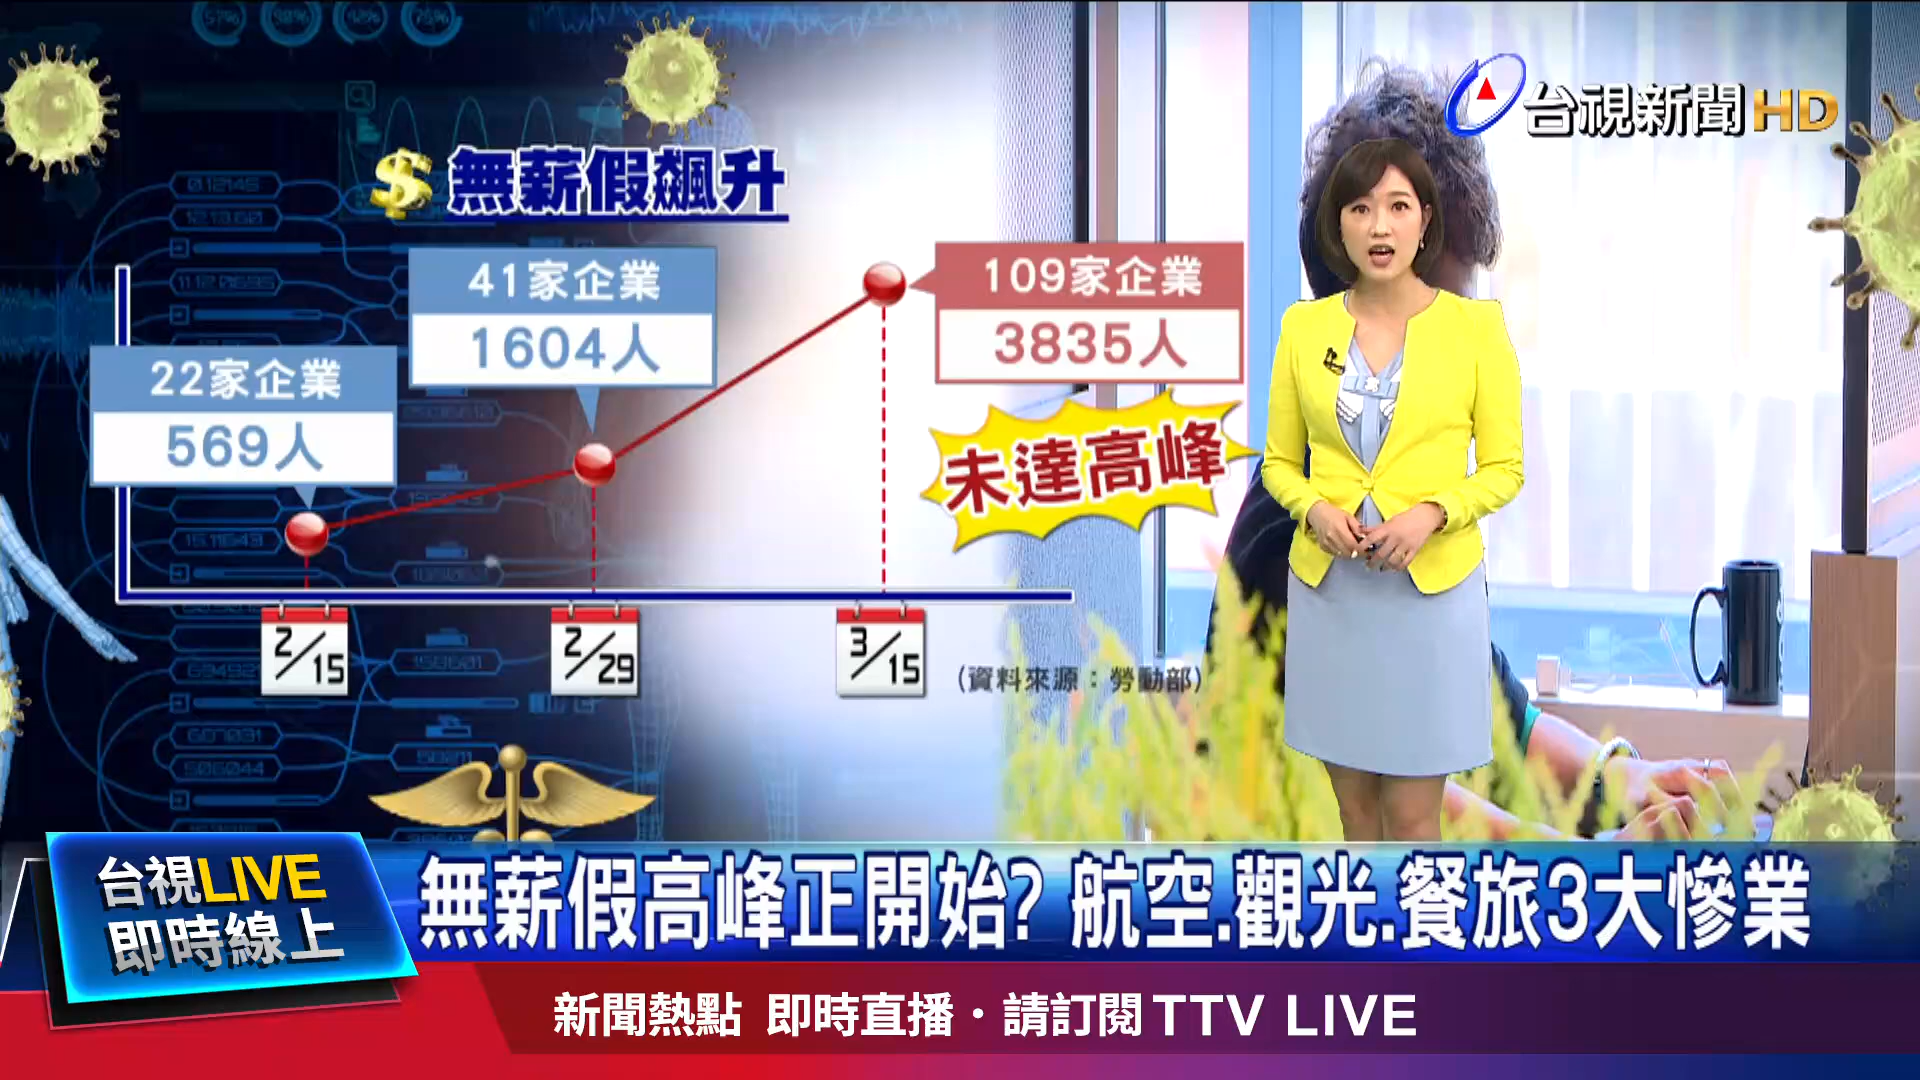 台視新聞HD
無薪假飆升
22家企業
569人
41家企業
1604人
109家企業
3835人
未達高峰
2/15
2/29
3/15
(資料來源：勞動部)
台視LIVE
即時線上
無薪假高峰正開始? 航空.觀光.餐旅3大慘業
新聞熱點 即時直播・請訂閱TTV LIVE